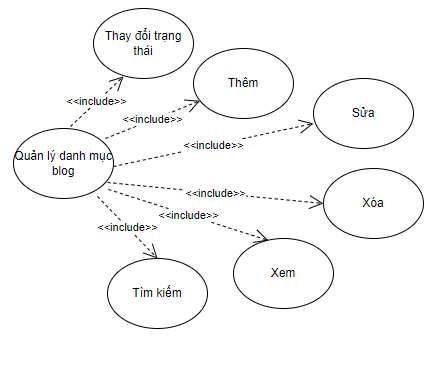 Thay đổi trạng
thái
Thêm
<<include>>
Sửa
<<include>>
<<include>>
Quản lý danh mục
blog
<<include>>
Xóa
<<include>>
<<include>>
Xem
Tìm kiếm